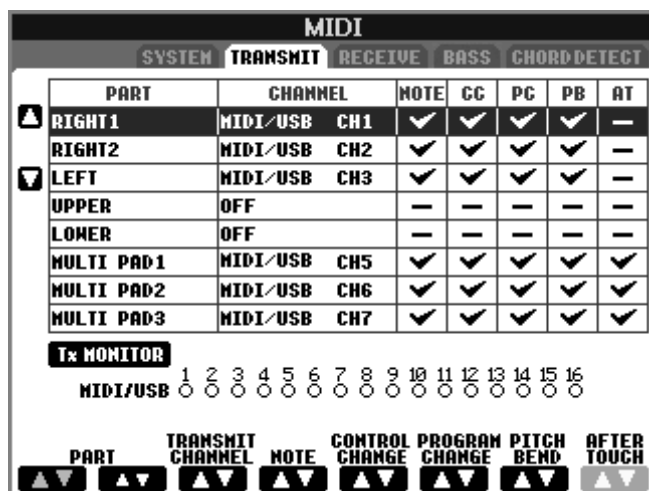 MIDI
SYSTEM TRANSMIT RECEIVE BASS CHORD DETECT
PART CHANNEL NOTE CC PC PB AT
RIGHT1 MIDI/USB CH1
RIGHT2 MIDI/USB CH2
LEFT MIDI/USB CH3
UPPER OFF
LOWER OFF
MULTI PAD1 MIDI/USB CH5
MULTI PAD2 MIDI/USB CH6
MULTI PAD3 MIDI/USB CH7
Tx MONITOR
1 2 3 4 5 6 7 8 9 10 11 12 13 14 15 16
MIDI/USB
PART TRANSMIT CHANNEL NOTE CONTROL CHANGE PROGRAM CHANGE PITCH BEND AFTER TOUCH